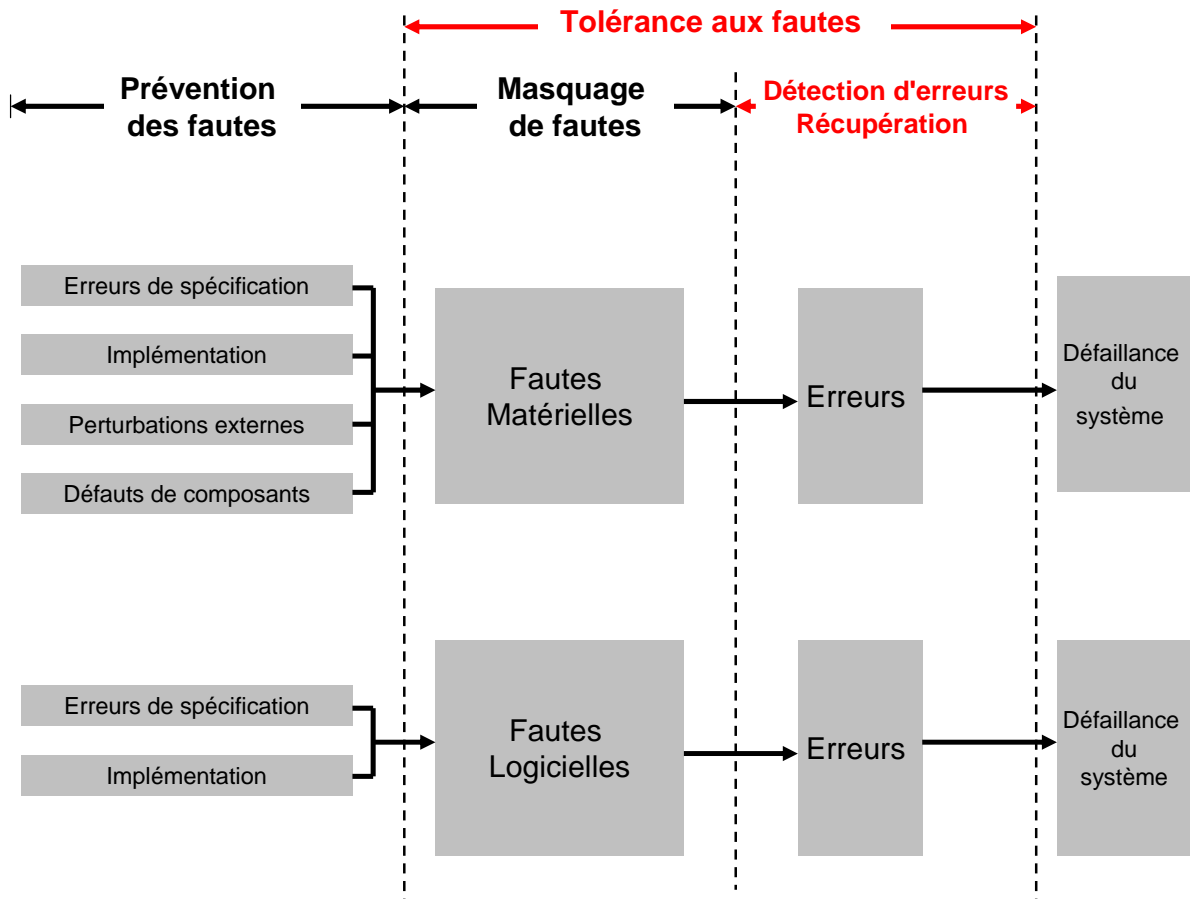 Tolérance aux fautes
Prévention
des fautes
Masquage
de fautes
Détection d'erreurs
Récupération
Erreurs de spécification
Implémentation
Perturbations externes
Défauts de composants
Fautes
Matérielles
Erreurs
Défaillance
du
système
Erreurs de spécification
Implémentation
Fautes
Logicielles
Erreurs
Défaillance
du
système